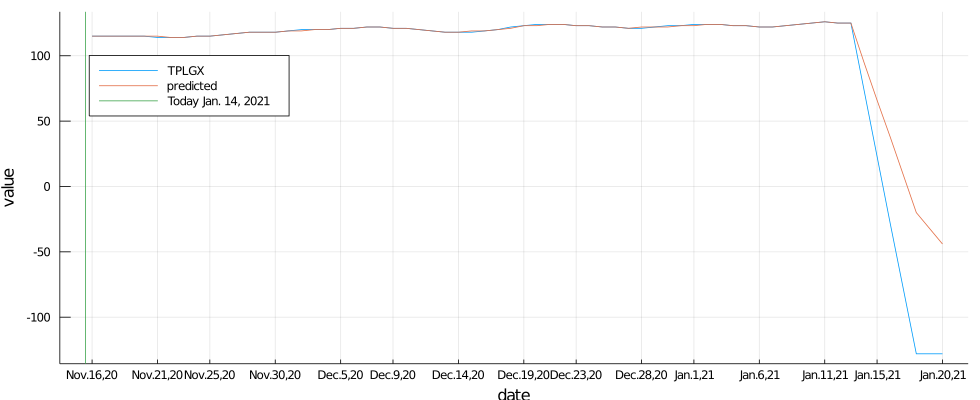 TPLGX
predicted
Today Jan. 14, 2021
100
50
0
-50
-100
value
Nov.16,20 Nov.21,20 Nov.25,20 Nov.30,20 Dec.5,20 Dec.9,20 Dec.14,20 Dec.19,20 Dec.23,20 Dec.28,20 Jan.1,21 Jan.6,21 Jan.11,21 Jan.15,21 Jan.20,21
date